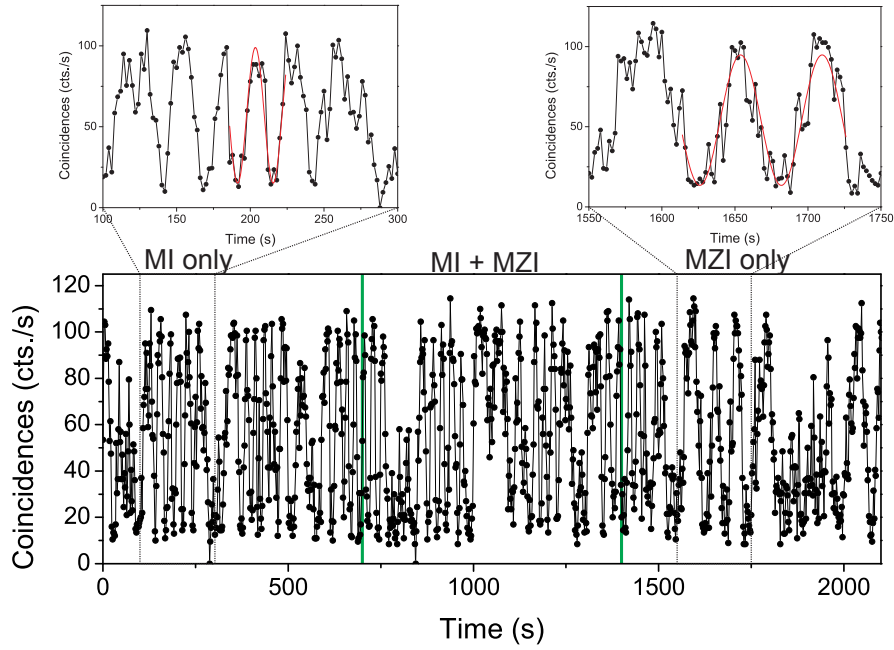 100
50
0
Coincidences (cts./s)
100 150 200 250 300
Time (s)
100
50
0
Coincidences (cts./s)
1550 1600 1650 1700 1750
Time (s)
MI only
MI + MZI
MZI only
120
100
80
60
40
20
0
Coincidences (cts./s)
0 500 1000 1500 2000
Time (s)